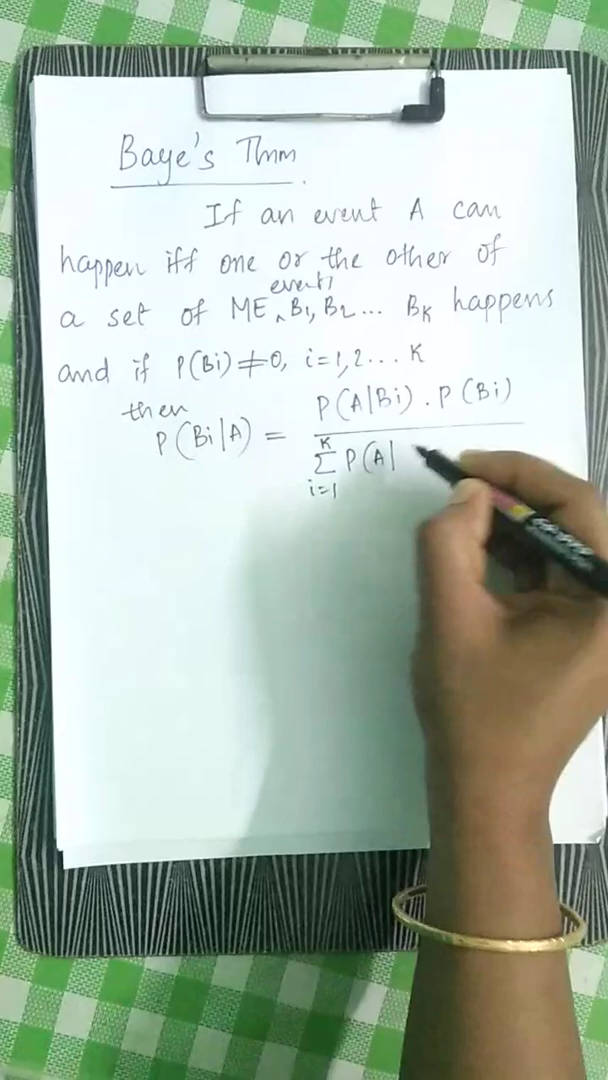 Baye's Thm
If an event A can
happen iff one or the other of
event
a set of ME ^ B1, B2 ... BK happens
and if P(Bi) ≠ 0, i=1,2 ... K
then
P(Bi|A) = P(A|Bi) . P(Bi)
K
Σ P(A|
i=1